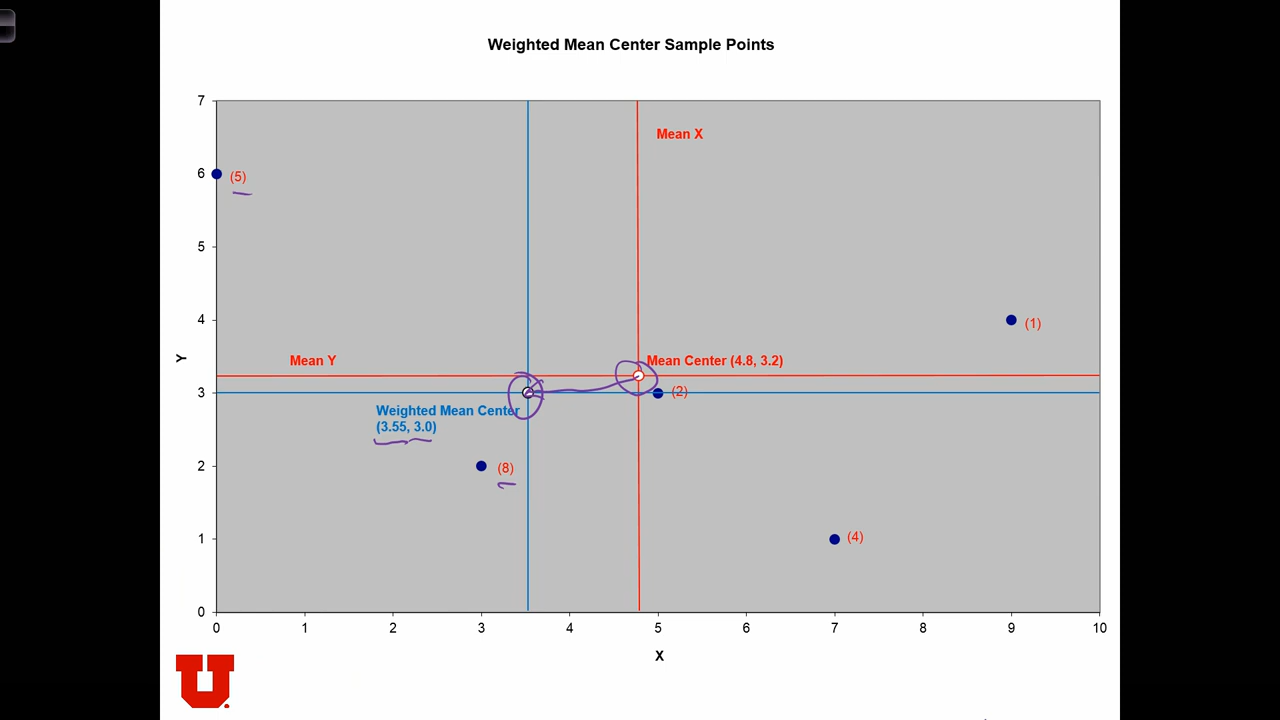 Weighted Mean Center Sample Points
7
Mean X
6
(5)
5
4
(1)
Y
Mean Y
Mean Center (4.8, 3.2)
3
(2)
Weighted Mean Center
(3.55, 3.0)
2
(8)
1
(4)
0
0 1 2 3 4 5 6 7 8 9 10
X
U